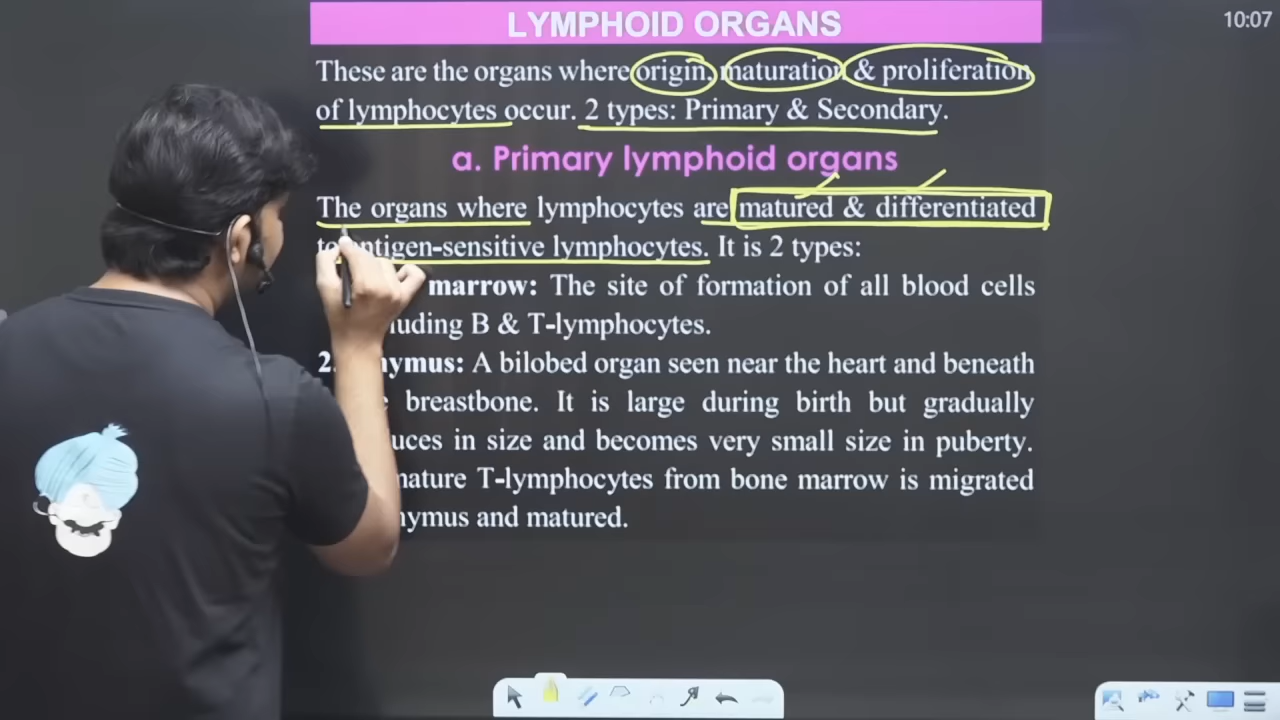 LYMPHOID ORGANS
10:07
These are the organs where origin, maturation & proliferation
of lymphocytes occur. 2 types: Primary & Secondary.
a. Primary lymphoid organs
The organs where lymphocytes are matured & differentiated
to antigen-sensitive lymphocytes. It is 2 types:
marrow: The site of formation of all blood cells
B & T-lymphocytes.
2. A bilobed organ seen near the heart and beneath
breastbone. It is large during birth but gradually
in size and becomes very small size in puberty.
T-lymphocytes from bone marrow is migrated
and matured.